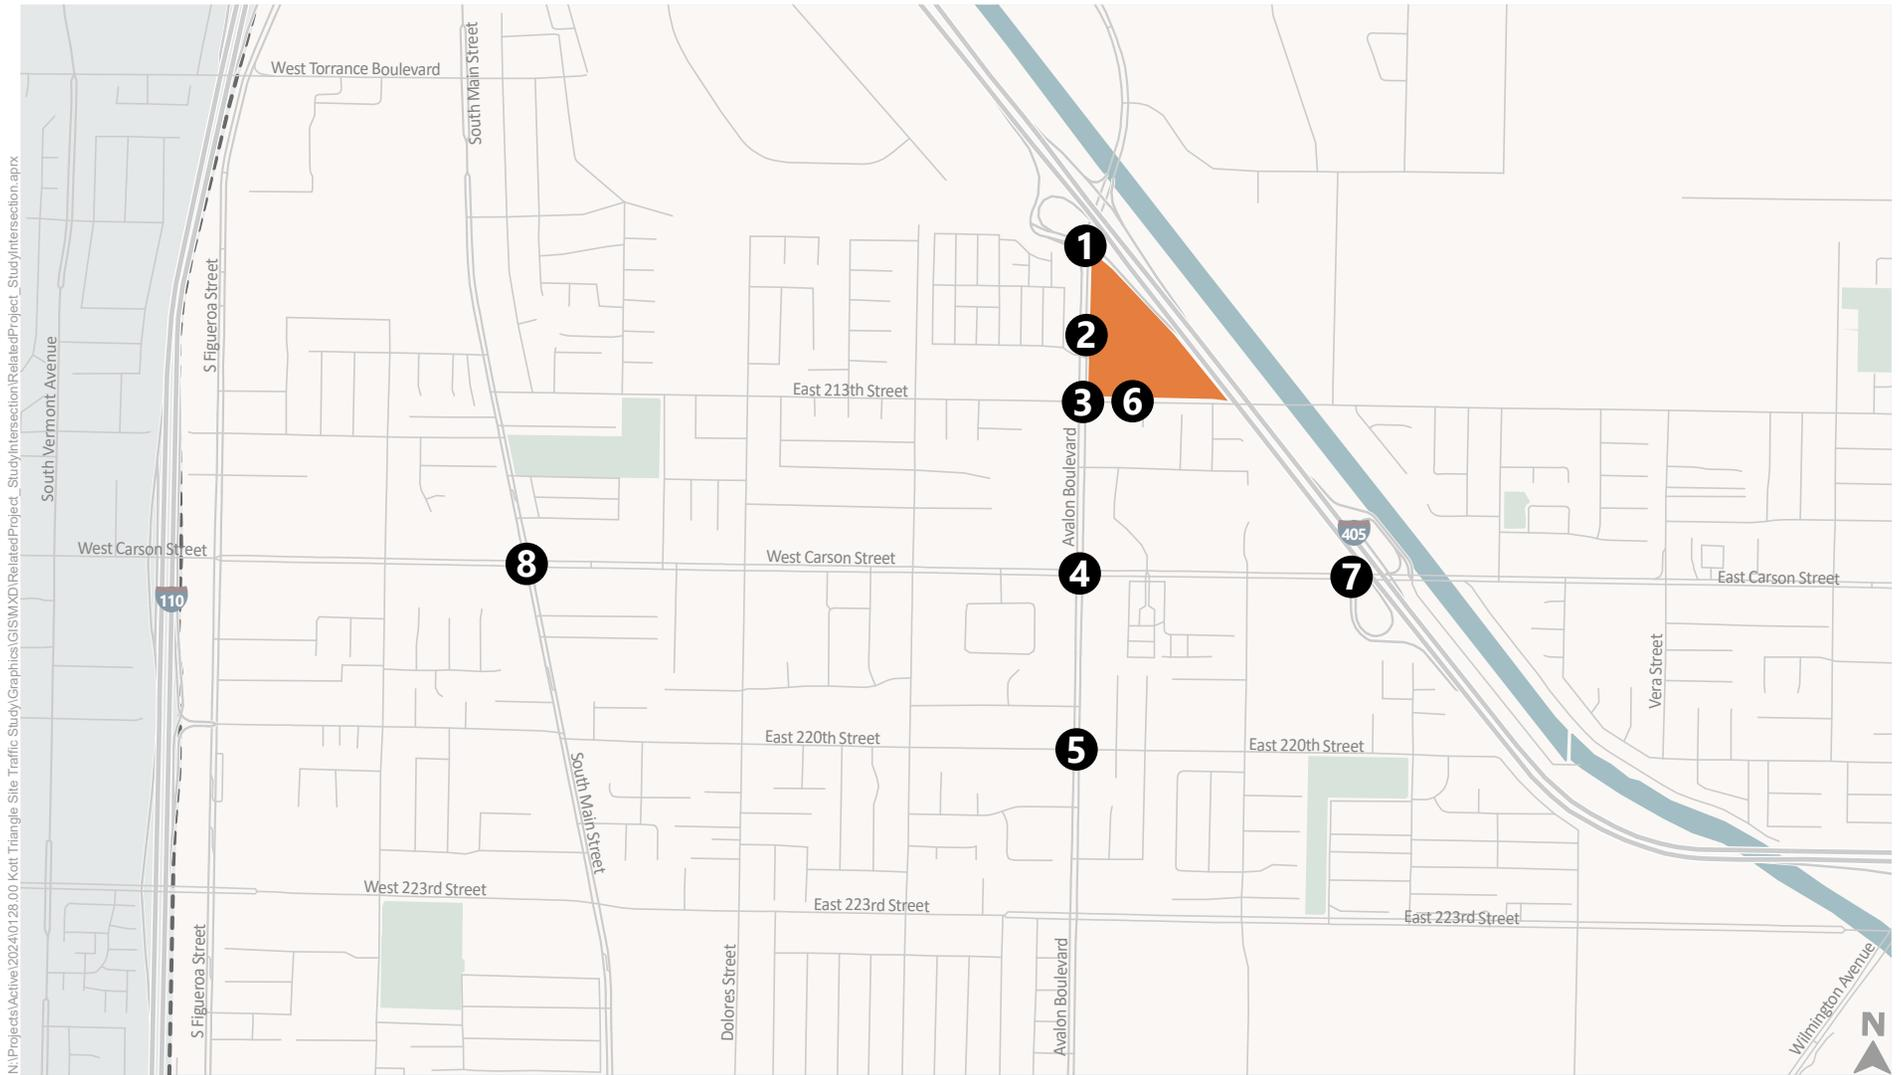 West Torrance Boulevard
South Main Street
1
S Figueroa Street
2
South Vermont Avenue
East 213th Street
3
6
Avalon Boulevard
405
West Carson Street
8
West Carson Street
4
7
East Carson Street
110
Vera Street
East 220th Street
5
East 220th Street
South Main Street
West 223rd Street
East 223rd Street
East 223rd Street
S Figueroa Street
Dolores Street
Avalon Boulevard
Wilmington Avenue
N
N:\Projects\Active\2024\0128.00 Kott Triangle Site Traffic Study\Graphics\GIS\MXD\RelatedProject_StudyIntersection\RelatedProject_StudyIntersection.aprx